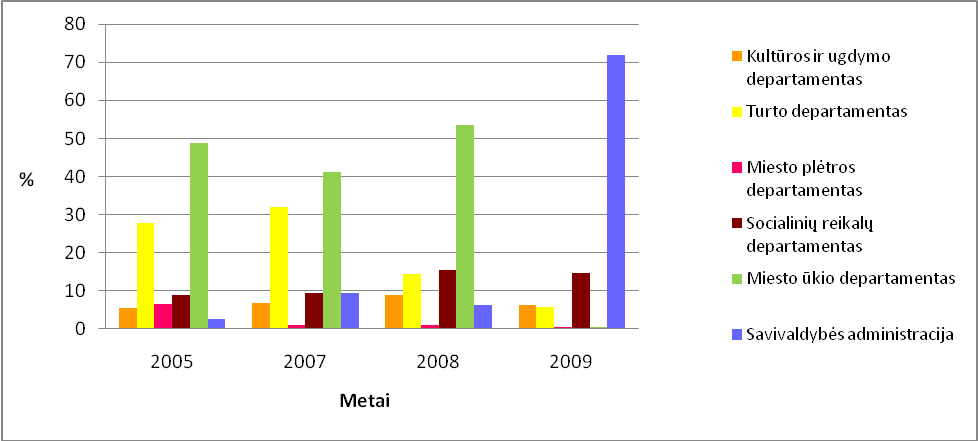 80
70
60
50
40
30
20
10
0
%
2005 2007 2008 2009
Metai
Kultūros ir ugdymo
departamentas
Turto departamentas
Miesto plėtros
departamentas
Socialinių reikalų
departamentas
Miesto ūkio departamentas
Savivaldybės administracija